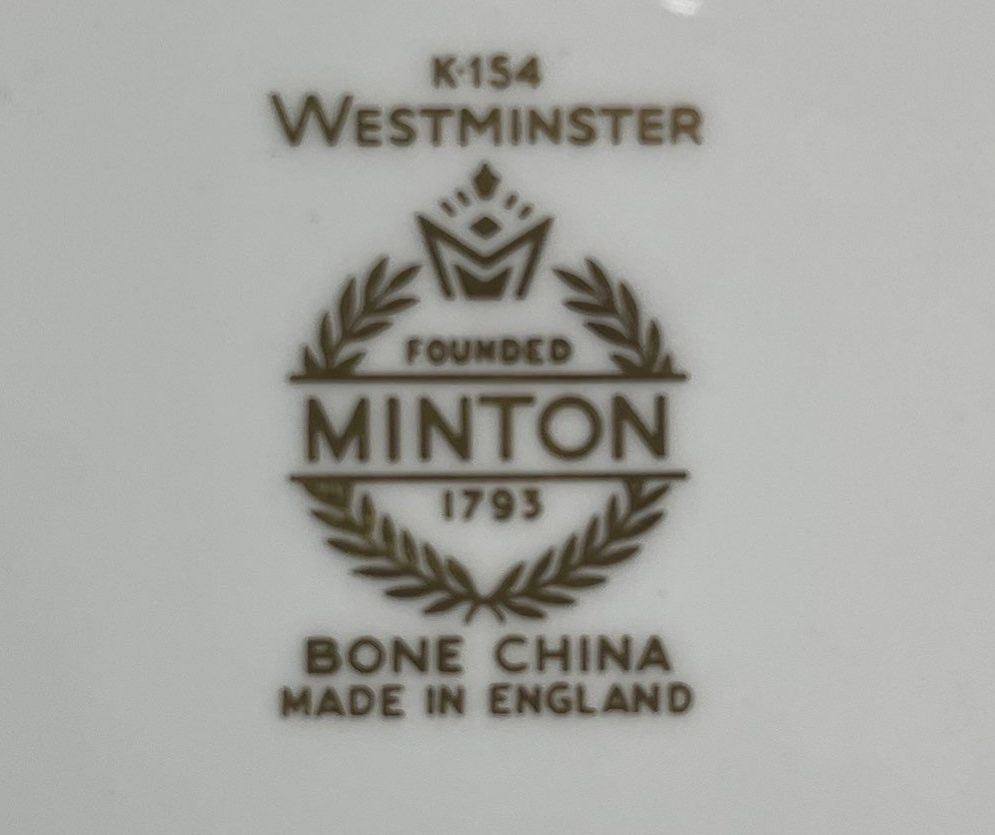 K·154
WESTMINSTER
FOUNDED
MINTON
1793
BONE CHINA
MADE IN ENGLAND